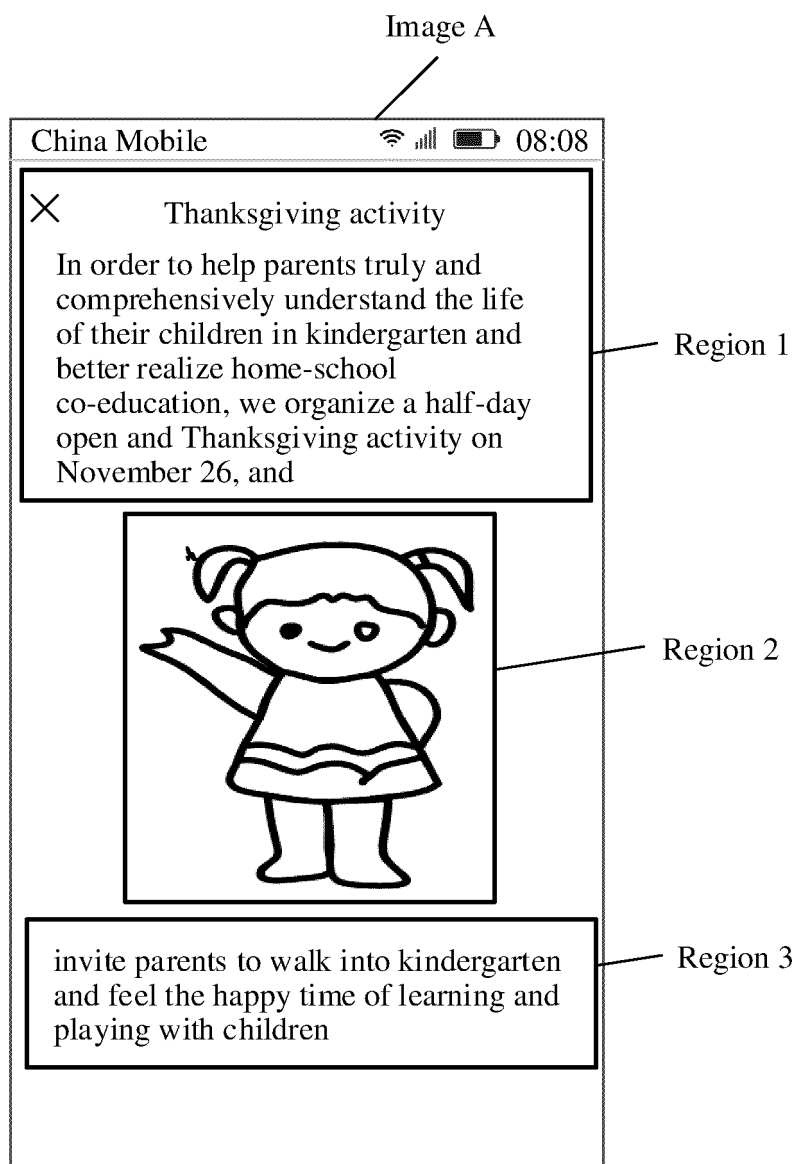 Image A
China Mobile 08:08
Thanksgiving activity
In order to help parents truly and
comprehensively understand the life
of their children in kindergarten and
better realize home-school
co-education, we organize a half-day
open and Thanksgiving activity on
November 26, and
Region 1
Region 2
invite parents to walk into kindergarten
and feel the happy time of learning and
playing with children
Region 3